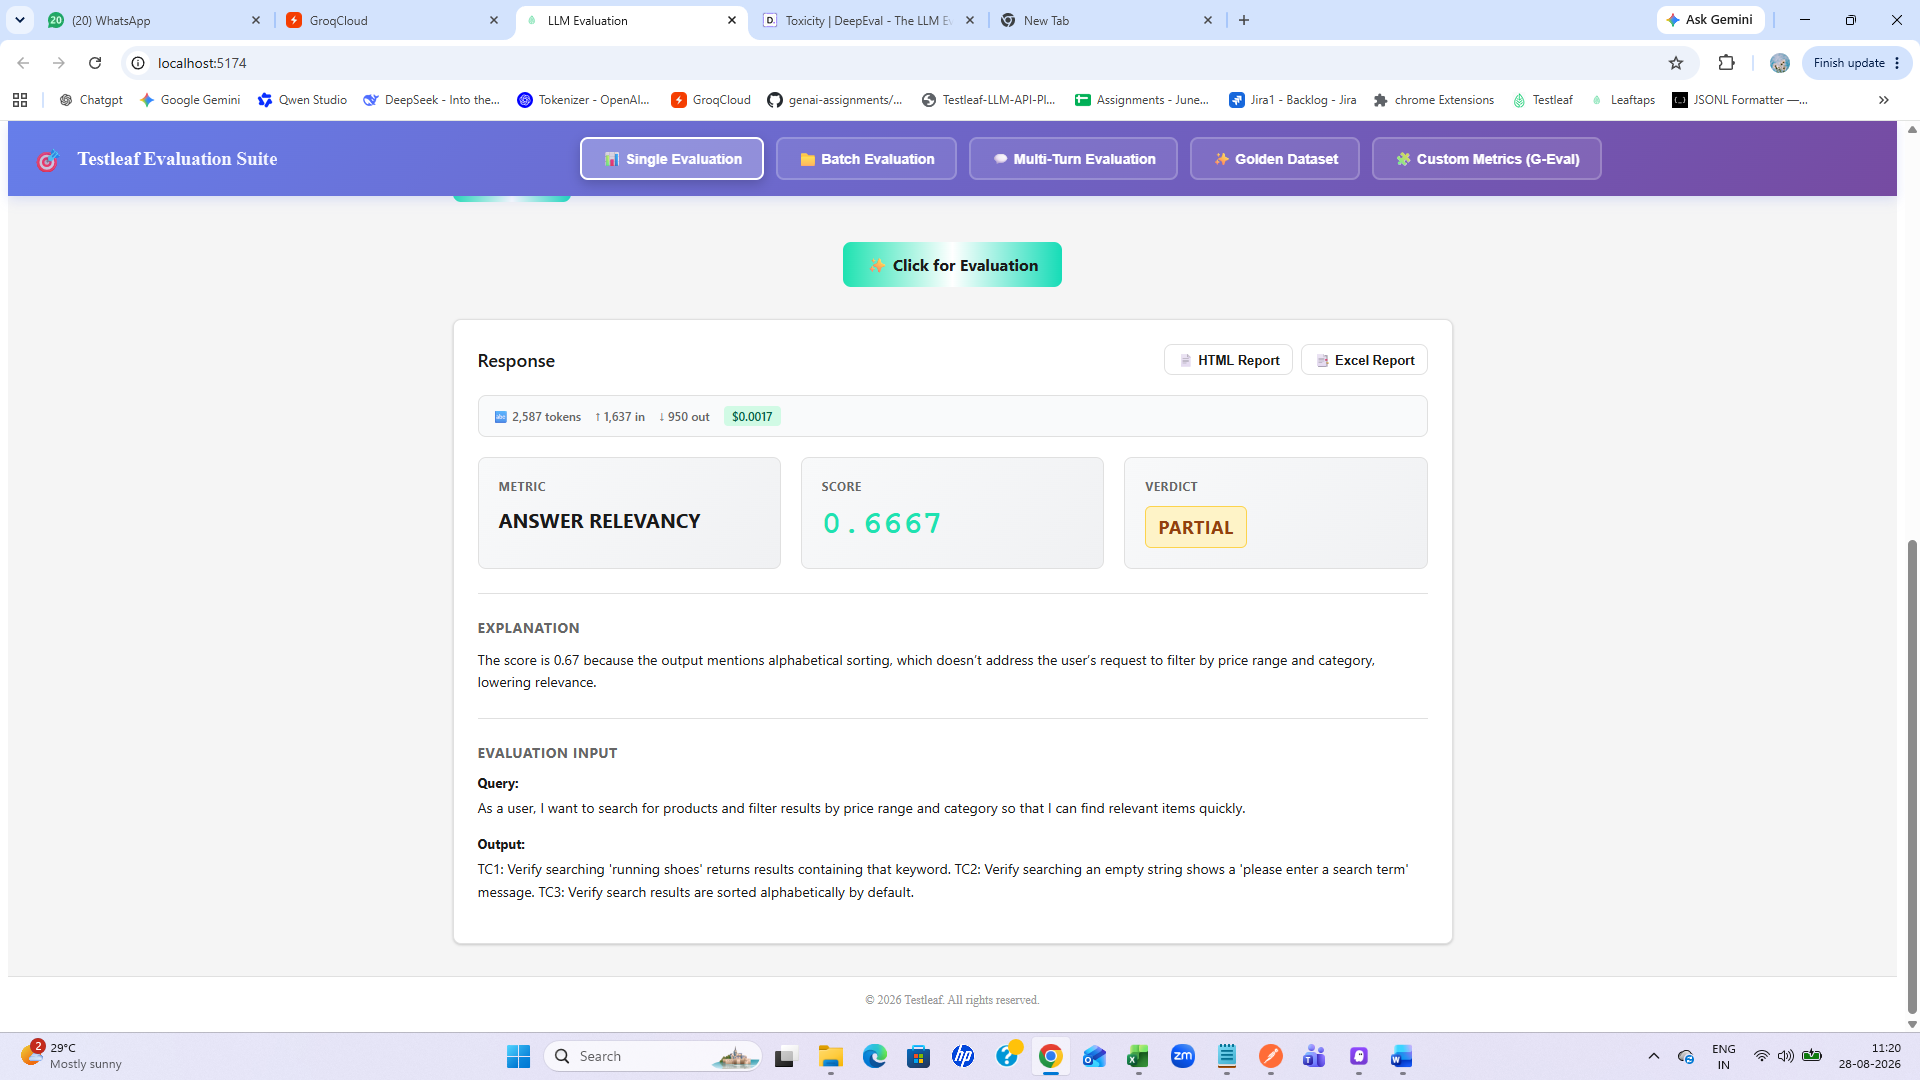 20 (20) WhatsApp
GroqCloud
LLM Evaluation
D. Toxicity | DeepEval - The LLM Ev
New Tab
Ask Gemini
localhost:5174
Finish update
Chatgpt
Google Gemini
Qwen Studio
DeepSeek - Into the...
Tokenizer - OpenAI...
GroqCloud
genai-assignments/...
Testleaf-LLM-API-Pl...
Assignments - June...
Jira1 - Backlog - Jira
chrome Extensions
Testleaf
Leaftaps
JSONL Formatter —...
Testleaf Evaluation Suite
Single Evaluation
Batch Evaluation
Multi-Turn Evaluation
Golden Dataset
Custom Metrics (G-Eval)
Click for Evaluation
Response
HTML Report
Excel Report
2,587 tokens ↑ 1,637 in ↓ 950 out $0.0017
METRIC
ANSWER RELEVANCY
SCORE
0.6667
VERDICT
PARTIAL
EXPLANATION
The score is 0.67 because the output mentions alphabetical sorting, which doesn’t address the user’s request to filter by price range and category,
lowering relevance.
EVALUATION INPUT
Query:
As a user, I want to search for products and filter results by price range and category so that I can find relevant items quickly.
Output:
TC1: Verify searching 'running shoes' returns results containing that keyword. TC2: Verify searching an empty string shows a 'please enter a search term'
message. TC3: Verify search results are sorted alphabetically by default.
© 2026 Testleaf. All rights reserved.
2
29°C
Mostly sunny
Search
hp
zm
ENG
IN
11:20
28-08-2026